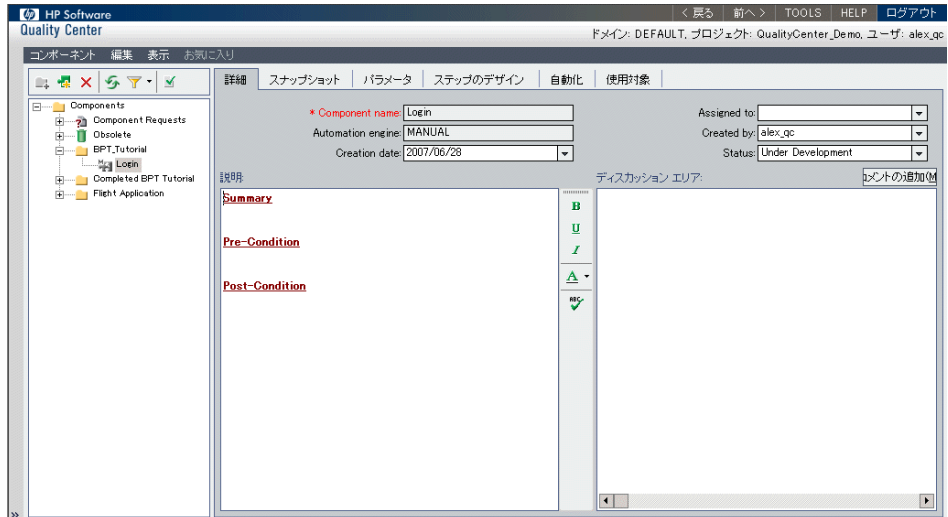 HP Software
<戻る 前へ> TOOLS HELP ログアウト
Quality Center
ドメイン: DEFAULT, プロジェクト: QualityCenter_Demo, ユーザ: alex_qc
コンポーネント 編集 表示 お気に入り
詳細 スナップショット パラメータ ステップのデザイン 自動化 使用対象
Components
Component Requests
Obsolete
BPT_Tutorial
Login
Completed BPT Tutorial
Flight Application
* Component name: Login
Assigned to:
Automation engine: MANUAL
Created by: alex_qc
Creation date: 2007/06/28
Status: Under Development
説明:
ディスカッション エリア:
コメントの追加(M
Summary
Pre-Condition
Post-Condition
B
U
I
A
ABC
»